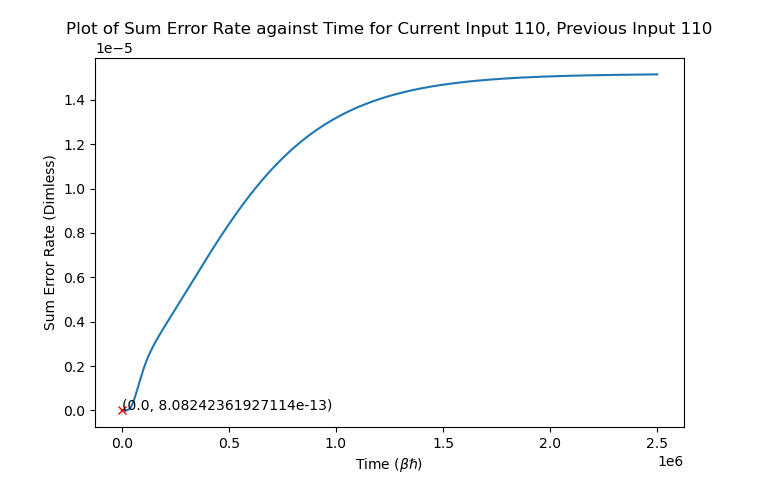 Plot of Sum Error Rate against Time for Current Input 110, Previous Input 110
1e−5
1.4
1.2
1.0
0.8
0.6
0.4
0.2
0.0
Sum Error Rate (Dimless)
(0.0, 8.08242361927114e-13)
0.0 0.5 1.0 1.5 2.0 2.5
1e6
Time (βℏ)